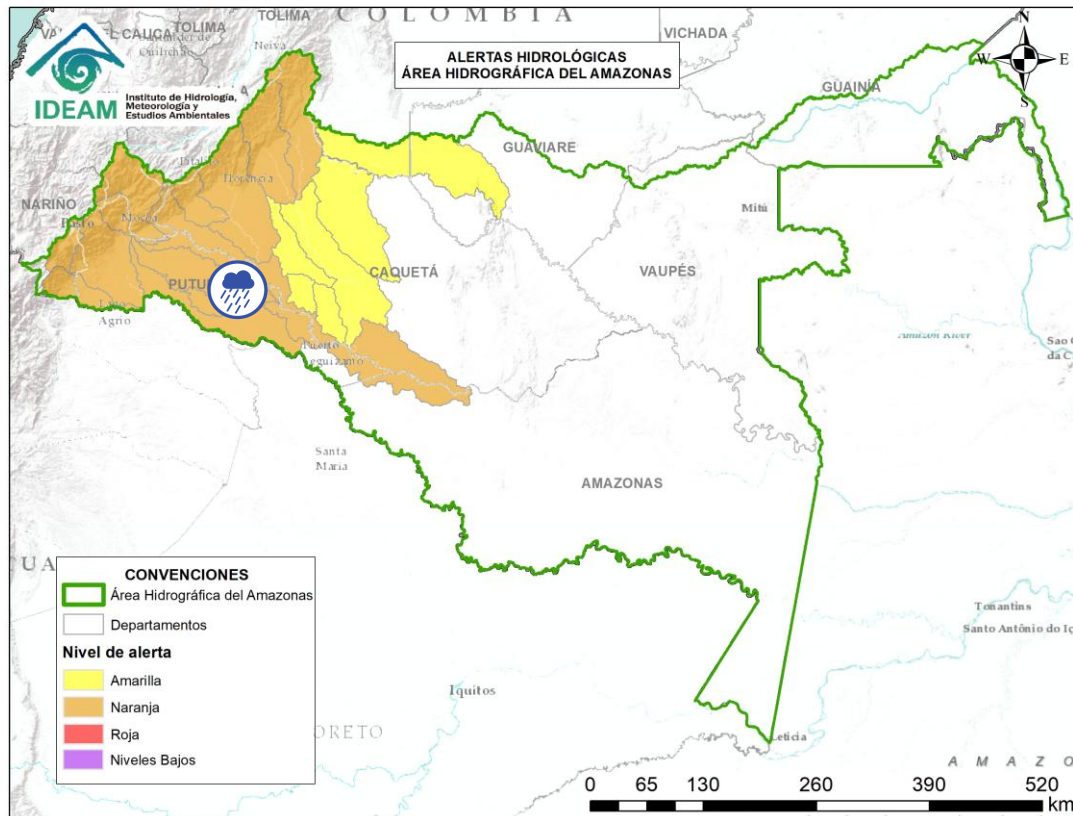 COLOMBIA
TOLIMA
VICHADA
TOLIMA
Neiva
ALERTAS HIDROLÓGICAS
ÁREA HIDROGRÁFICA DEL AMAZONAS
N
W
E
S
IDEAM
Instituto de Hidrología,
Meteorología y
Estudios Ambientales
GUAINÍA
GUAVIARE
Florencia
NARIÑO
Pasto
Mocoa
Mitú
CAQUETÁ
VAUPÉS
Lago
Agrio
Puerto
Amazon River
Santa
Maria
AMAZONAS
CONVENCIONES
Área Hidrográfica del Amazonas
Departamentos
Nivel de alerta
Amarilla
Naranja
Roja
Niveles Bajos
Tonantins
Santo Antônio do Iç
Iquitos
ORETO
Leticia
AMAZO
0 65 130 260 390 520
km